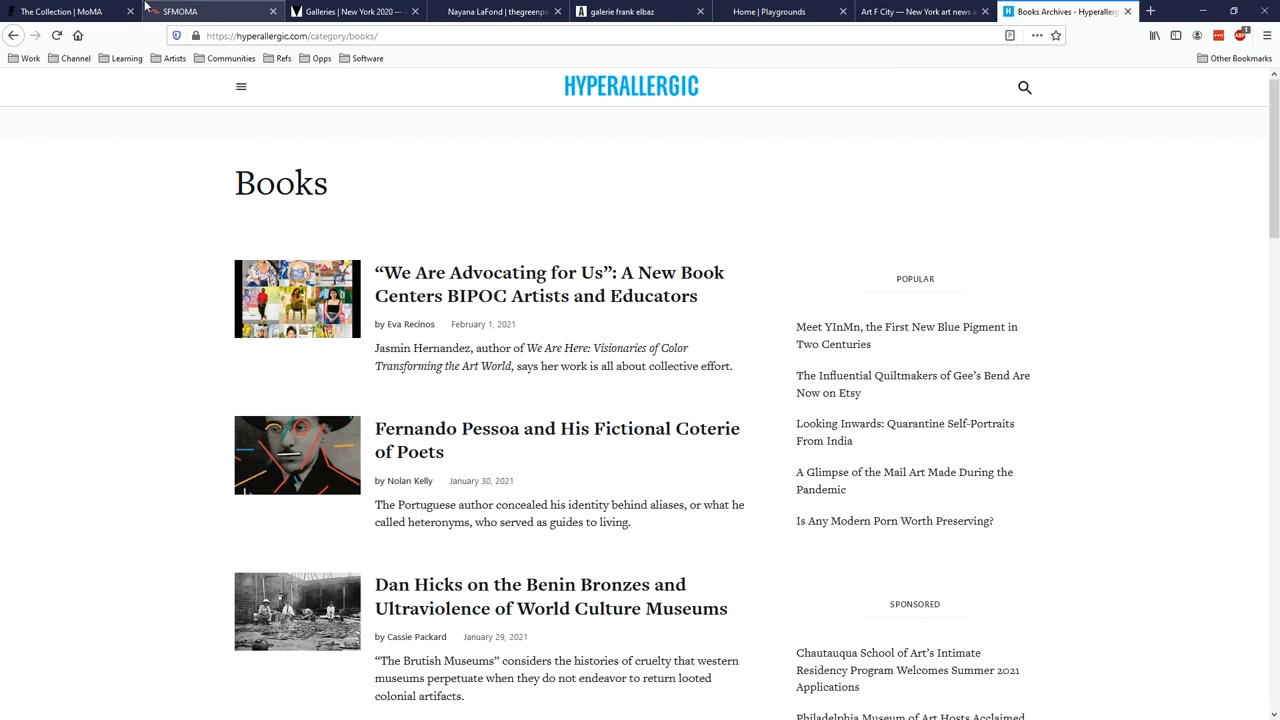 The Collection | MoMA
SFMOMA
Galleries | New York 2020 —
Nayana LaFond | thegreenp
galerie frank elbaz
Home | Playgrounds
Art F City — New York art news
Books Archives - Hyperallerg
https://hyperallergic.com/category/books/
ABP
1
Work
Channel
Learning
Artists
Communities
Refs
Opps
Software
Other Bookmarks
HYPERALLERGIC
Books
“We Are Advocating for Us”: A New Book
Centers BIPOC Artists and Educators
by Eva Recinos February 1, 2021
Jasmin Hernandez, author of We Are Here: Visionaries of Color
Transforming the Art World, says her work is all about collective effort.
Fernando Pessoa and His Fictional Coterie
of Poets
by Nolan Kelly January 30, 2021
The Portuguese author concealed his identity behind aliases, or what he
called heteronyms, who served as guides to living.
Dan Hicks on the Benin Bronzes and
Ultraviolence of World Culture Museums
by Cassie Packard January 29, 2021
“The Brutish Museums” considers the histories of cruelty that western
museums perpetuate when they do not endeavor to return looted
colonial artifacts.
POPULAR
Meet YInMn, the First New Blue Pigment in
Two Centuries
The Influential Quiltmakers of Gee’s Bend Are
Now on Etsy
Looking Inwards: Quarantine Self-Portraits
From India
A Glimpse of the Mail Art Made During the
Pandemic
Is Any Modern Porn Worth Preserving?
SPONSORED
Chautauqua School of Art’s Intimate
Residency Program Welcomes Summer 2021
Applications
Philadelphia Museum of Art Hosts Acclaimed